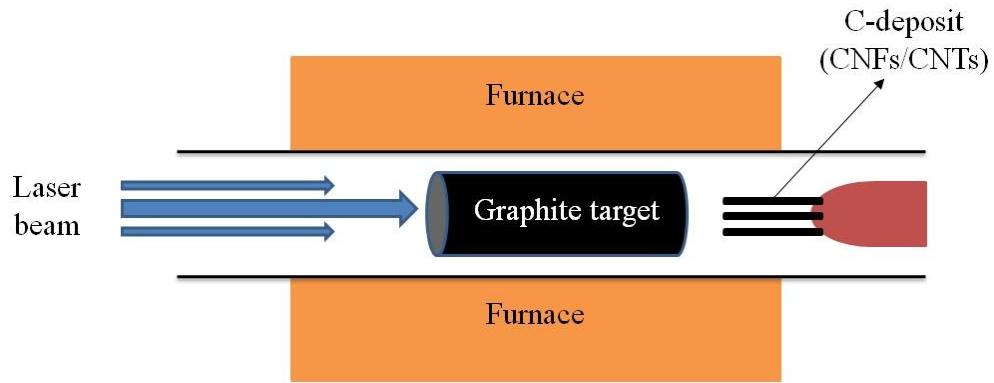 C-deposit
(CNFs/CNTs)
Furnace
Laser
beam
Graphite target
Furnace